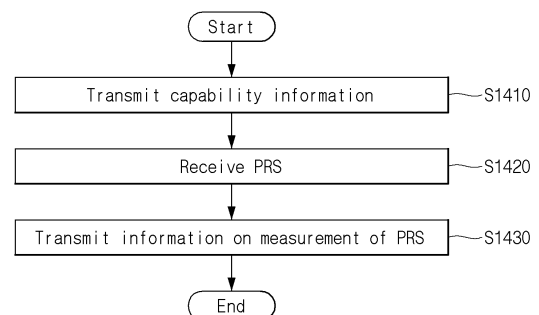 Start
Transmit capability information
S1410
Receive PRS
S1420
Transmit information on measurement of PRS
S1430
End